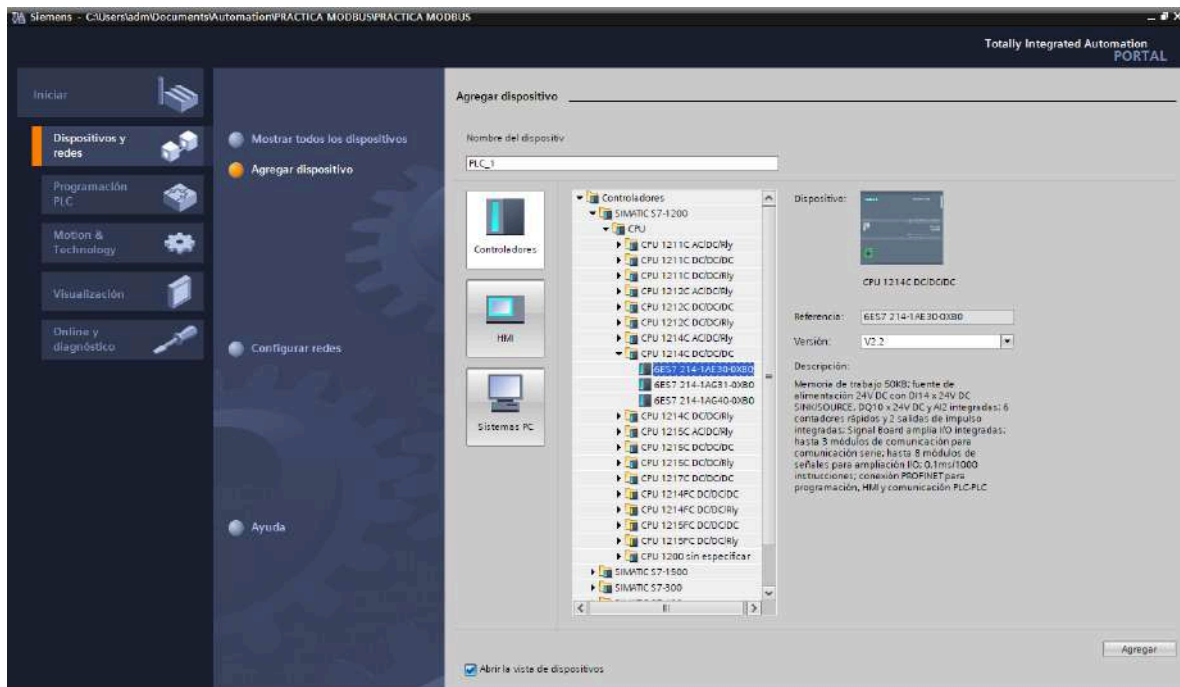 Siemens - C:\Users\adm\Documents\Automation\PRACTICA MODBUS\PRACTICA MODBUS
Totally Integrated Automation
PORTAL
Iniciar
Dispositivos y
redes
Programación
PLC
Motion &
Technology
Visualización
Online y
diagnóstico
Mostrar todos los dispositivos
Agregar dispositivo
Configurar redes
Ayuda
Agregar dispositivo
Nombre del dispositiv
PLC_1
Controladores
HMI
Sistemas PC
Controladores
SIMATIC S7-1200
CPU
CPU 1211C AC/DC/Rly
CPU 1211C DC/DC/DC
CPU 1211C DC/DC/Rly
CPU 1212C AC/DC/Rly
CPU 1212C DC/DC/DC
CPU 1212C DC/DC/Rly
CPU 1214C AC/DC/Rly
CPU 1214C DC/DC/DC
6ES7 214-1AE30-0XB0
6ES7 214-1AG31-0XB0
6ES7 214-1AG40-0XB0
CPU 1214C DC/DC/Rly
CPU 1215C AC/DC/Rly
CPU 1215C DC/DC/DC
CPU 1215C DC/DC/Rly
CPU 1217C DC/DC/DC
CPU 1214FC DC/DC/DC
CPU 1214FC DC/DC/Rly
CPU 1215FC DC/DC/DC
CPU 1215FC DC/DC/Rly
CPU 1200 sin especificar
SIMATIC S7-1500
SIMATIC S7-300
Dispositivo:
CPU 1214C DC/DC/DC
Referencia: 6ES7 214-1AE30-0XB0
Versión: V2.2
Descripción:
Memoria de trabajo 50KB; fuente de
alimentación 24V DC con DI14 x 24V DC
SINK/SOURCE, DQ10 x 24V DC y AI2 integradas; 6
contadores rápidos y 2 salidas de impulso
integradas; Signal Board amplia I/O integradas;
hasta 3 módulos de comunicación para
comunicación serie; hasta 8 módulos de
señales para ampliación I/O; 0,1ms/1000
instrucciones; conexión PROFINET para
programación, HMI y comunicación PLC-PLC
Agregar
Abrir la vista de dispositivos